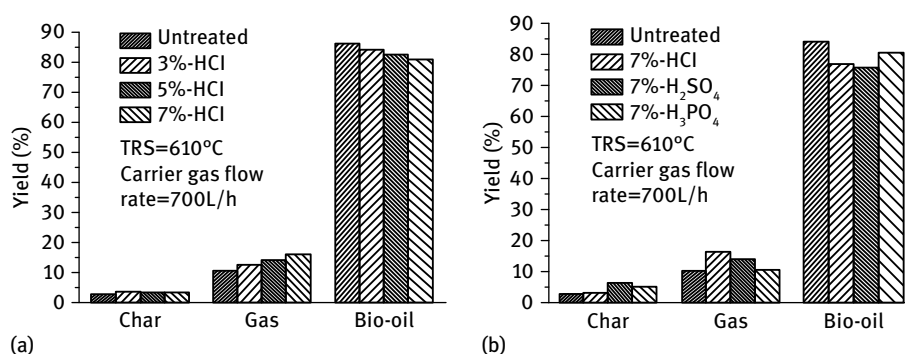 90
80
70
60
50
40
30
20
10
0
Yield (%)
Untreated
3%-HCl
5%-HCl
7%-HCl
TRS=610°C
Carrier gas flow
rate=700L/h
Char Gas Bio-oil
(a)
90
80
70
60
50
40
30
20
10
0
Yield (%)
Untreated
7%-HCl
7%-H₂SO₄
7%-H₃PO₄
TRS=610°C
Carrier gas flow
rate=700L/h
Char Gas Bio-oil
(b)